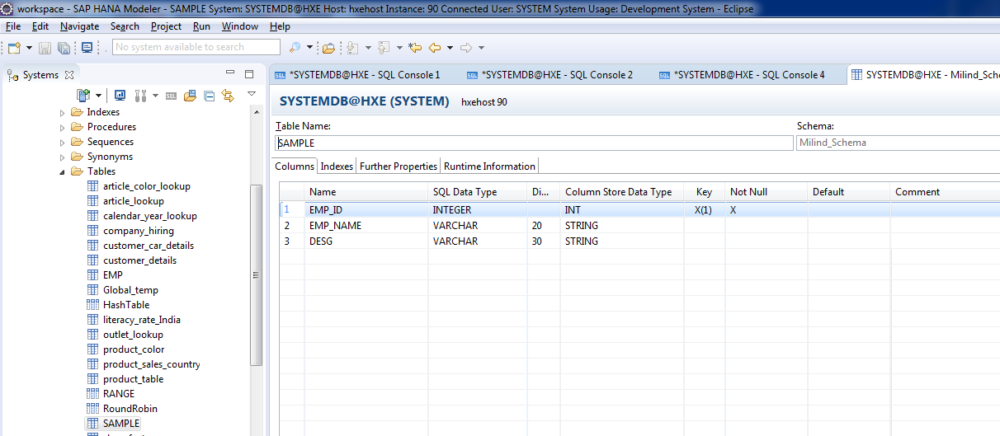 workspace - SAP HANA Modeler - SAMPLE System: SYSTEMDB@HXE Host: hxehost Instance: 90 Connected User: SYSTEM System Usage: Development System - Eclipse
File Edit Navigate Search Project Run Window Help
No system available to search
Systems
SQL *SYSTEMDB@HXE - SQL Console 1 SQL *SYSTEMDB@HXE - SQL Console 2 SQL *SYSTEMDB@HXE - SQL Console 4 SYSTEMDB@HXE - Milind_Sche
SQL
SYSTEMDB@HXE (SYSTEM) hxehost 90
Table Name: Schema:
SAMPLE Milind_Schema
Columns Indexes Further Properties Runtime Information
Name SQL Data Type Di... Column Store Data Type Key Not Null Default Comment
1 EMP_ID INTEGER INT X(1) X
2 EMP_NAME VARCHAR 20 STRING
3 DESG VARCHAR 30 STRING
Indexes
Procedures
Sequences
Synonyms
Tables
article_color_lookup
article_lookup
calendar_year_lookup
company_hiring
customer_car_details
customer_details
EMP
Global_temp
HashTable
literacy_rate_India
outlet_lookup
product_color
product_sales_country
product_table
RANGE
RoundRobin
SAMPLE